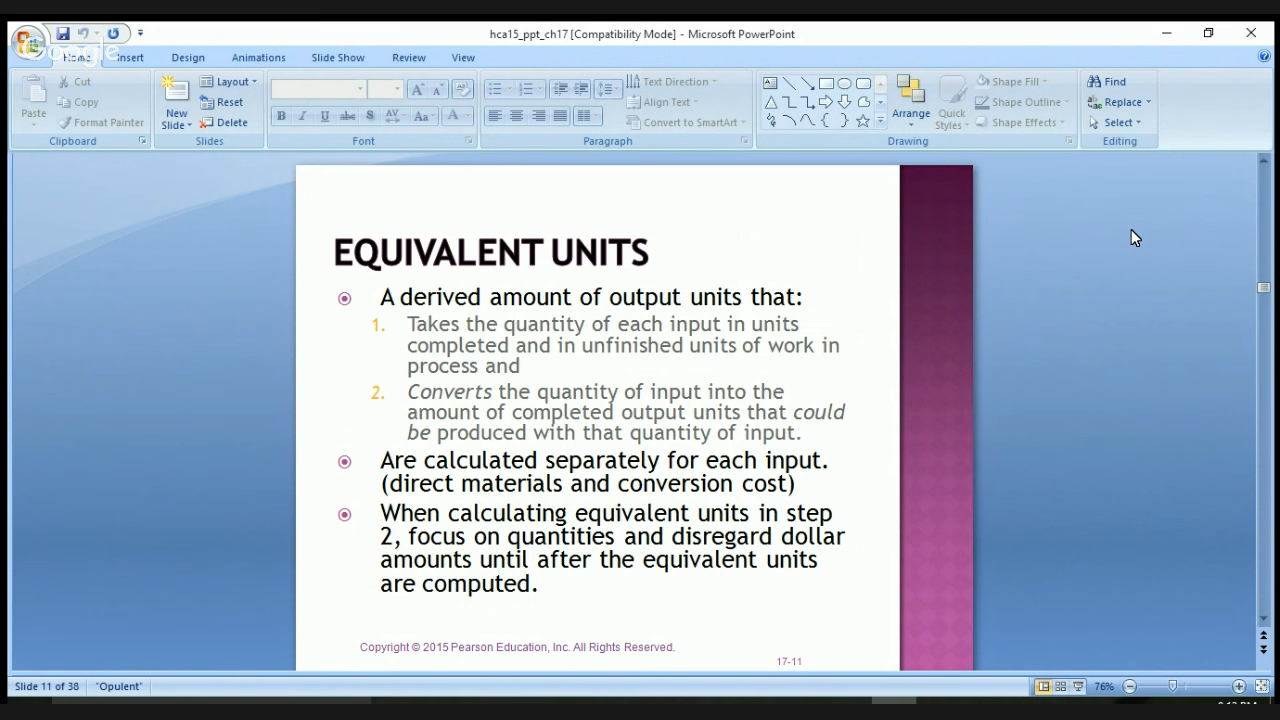 hca15_ppt_ch17 [Compatibility Mode] - Microsoft PowerPoint
Google
Home Insert Design Animations Slide Show Review View
Paste
Cut
Copy
Format Painter
Clipboard
New
Slide
Layout
Reset
Delete
Slides
B I U abc S AV Aa A
Font
Text Direction
Align Text
Convert to SmartArt
Paragraph
Arrange
Quick
Styles
Shape Fill
Shape Outline
Shape Effects
Drawing
Find
Replace
Select
Editing
EQUIVALENT UNITS
A derived amount of output units that:
1. Takes the quantity of each input in units
completed and in unfinished units of work in
process and
2. Converts the quantity of input into the
amount of completed output units that could
be produced with that quantity of input.
Are calculated separately for each input.
(direct materials and conversion cost)
When calculating equivalent units in step
2, focus on quantities and disregard dollar
amounts until after the equivalent units
are computed.
Copyright © 2015 Pearson Education, Inc. All Rights Reserved.
17-11
Slide 11 of 38 "Opulent" 76%